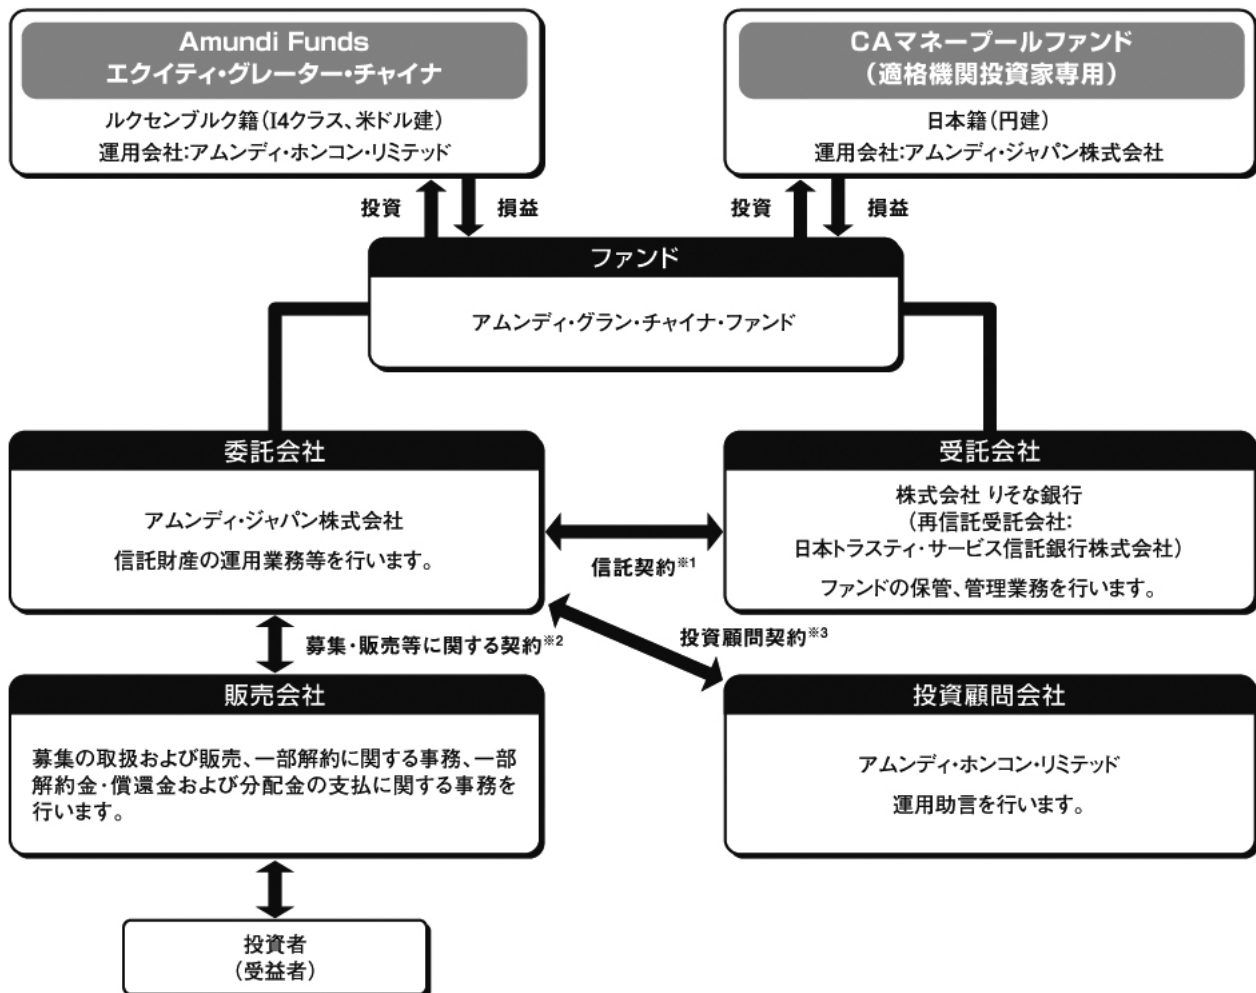 Amundi Funds
エクイティ・グレーター・チャイナ
ルクセンブルク籍(I4クラス、米ドル建)
運用会社:アムンディ・ホンコン・リミテッド
CAマネープールファンド
(適格機関投資家専用)
日本籍(円建)
運用会社:アムンディ・ジャパン株式会社
投資
損益
投資
損益
ファンド
アムンディ・グラン・チャイナ・ファンド
委託会社
アムンディ・ジャパン株式会社
信託財産の運用業務等を行います。
信託契約※1
受託会社
株式会社 りそな銀行
(再信託受託会社:
日本トラスティ・サービス信託銀行株式会社)
ファンドの保管、管理業務を行います。
募集・販売等に関する契約※2
投資顧問契約※3
販売会社
募集の取扱および販売、一部解約に関する事務、一部
解約金・償還金および分配金の支払に関する事務を
行います。
投資顧問会社
アムンディ・ホンコン・リミテッド
運用助言を行います。
投資者
(受益者)